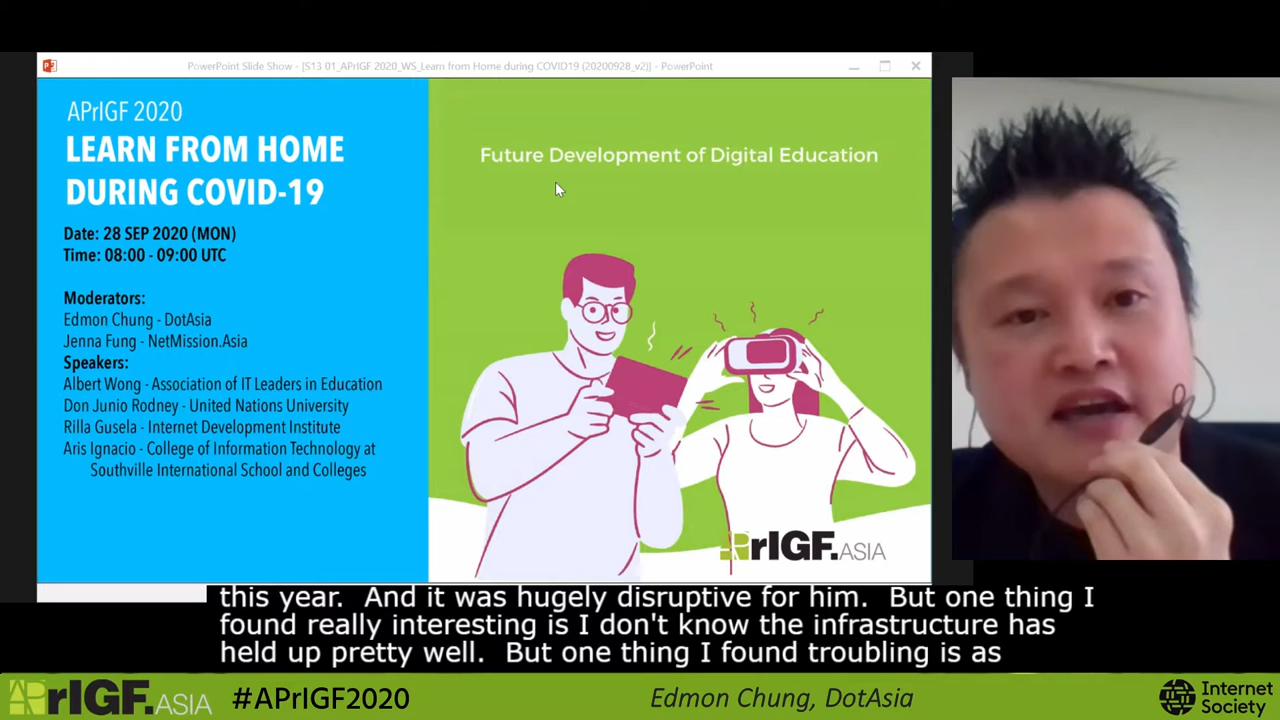 PowerPoint Slide Show - [S13 01_APrIGF 2020_WS_Learn from Home during COVID19 (20200928_v2)] - PowerPoint
APrIGF 2020
LEARN FROM HOME
DURING COVID-19
Date: 28 SEP 2020 (MON)
Time: 08:00 - 09:00 UTC
Moderators:
Edmon Chung - DotAsia
Jenna Fung - NetMission.Asia
Speakers:
Albert Wong - Association of IT Leaders in Education
Don Junio Rodney - United Nations University
Rilla Gusela - Internet Development Institute
Aris Ignacio - College of Information Technology at
Southville International School and Colleges
Future Development of Digital Education
APrIGF.ASIA
this year. And it was hugely disruptive for him. But one thing I
found really interesting is I don't know the infrastructure has
held up pretty well. But one thing I found troubling is as
APrIGF.ASIA #APrIGF2020 Edmon Chung, DotAsia Internet
Society